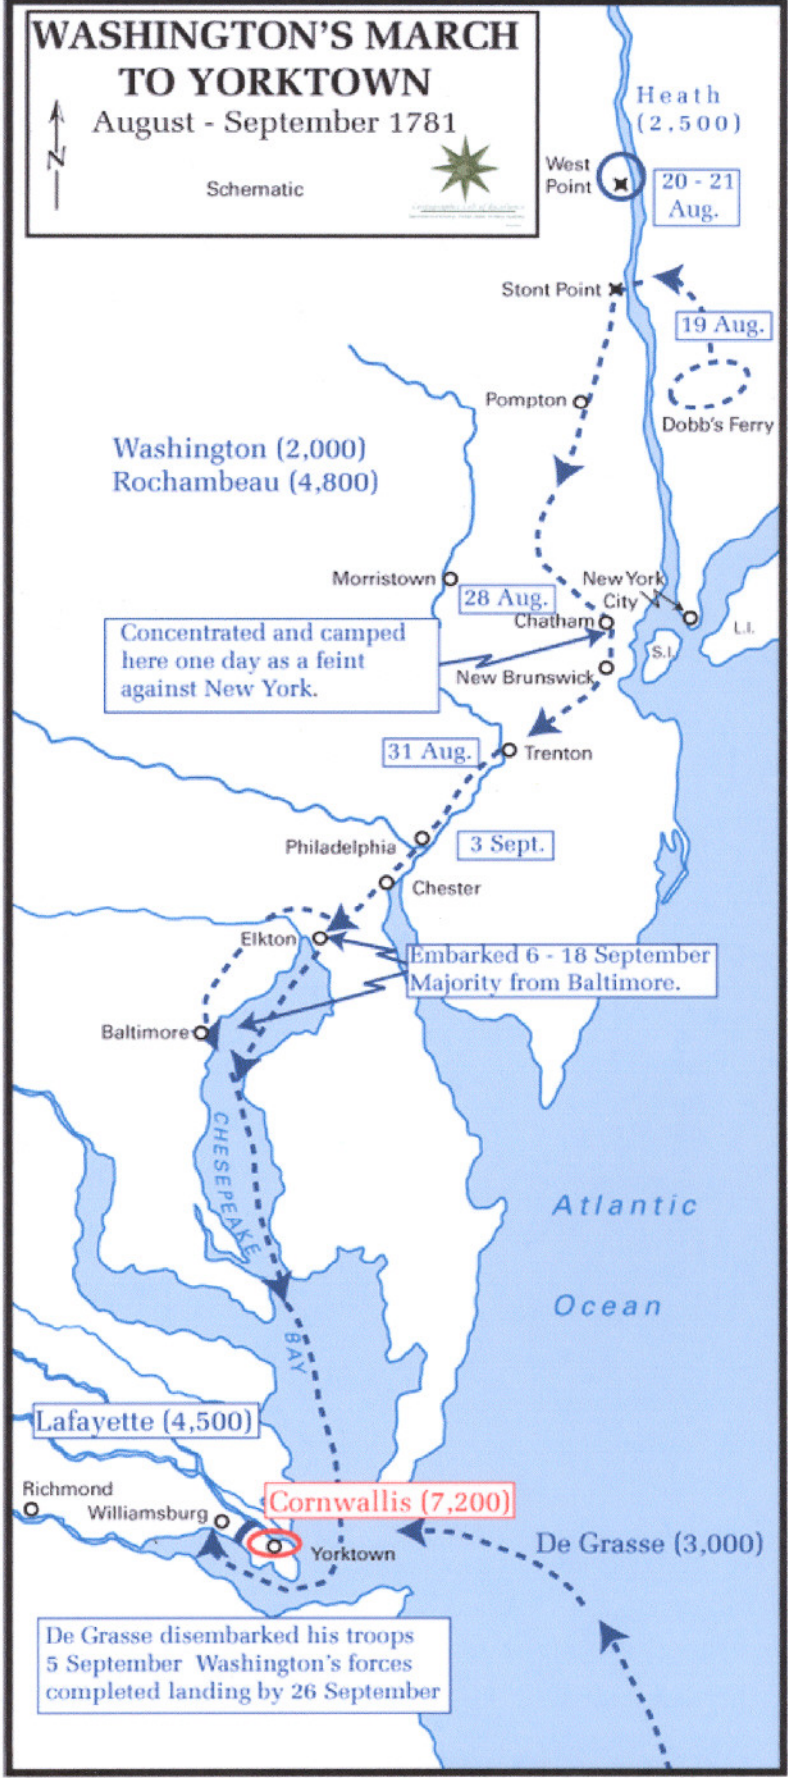 WASHINGTON'S MARCH
TO YORKTOWN
August - September 1781
N
Schematic
Heath
(2,500)
West
Point
20 - 21
Aug.
Stont Point
19 Aug.
Pompton
Dobb's Ferry
Washington (2,000)
Rochambeau (4,800)
Morristown
28 Aug.
New York
City
Chatham
L.I.
S.I.
Concentrated and camped
here one day as a feint
against New York.
New Brunswick
31 Aug.
Trenton
Philadelphia
3 Sept.
Chester
Elkton
Embarked 6 - 18 September
Majority from Baltimore.
Baltimore
CHESEPEAKE
BAY
Atlantic
Ocean
Lafayette (4,500)
Richmond
Williamsburg
Cornwallis (7,200)
Yorktown
De Grasse (3,000)
De Grasse disembarked his troops
5 September Washington's forces
completed landing by 26 September